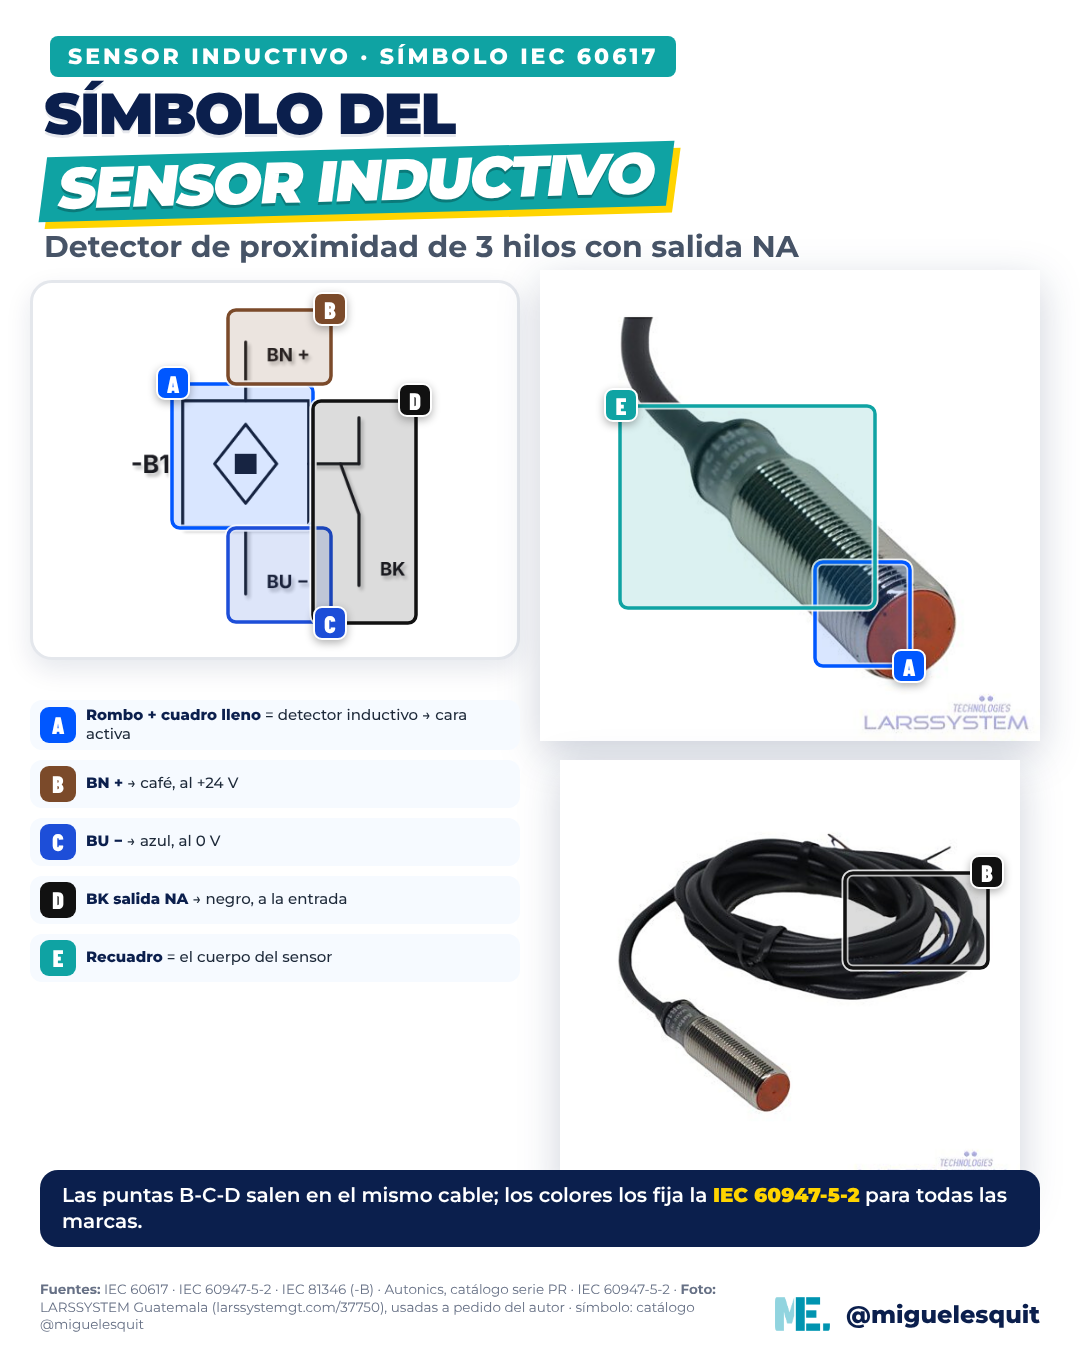 SENSOR INDUCTIVO · SÍMBOLO IEC 60617
SÍMBOLO DEL
SENSOR INDUCTIVO
Detector de proximidad de 3 hilos con salida NA
B
BN +
A
D
-B1
BU −
BK
C
E
A
TECHNOLOGIES
LARSSYSTEM
A Rombo + cuadro lleno = detector inductivo → cara
activa
B BN + → café, al +24 V
C BU − → azul, al 0 V
D BK salida NA → negro, a la entrada
E Recuadro = el cuerpo del sensor
B
TECHNOLOGIES
Las puntas B-C-D salen en el mismo cable; los colores los fija la IEC 60947-5-2 para todas las
marcas.
Fuentes: IEC 60617 · IEC 60947-5-2 · IEC 81346 (-B) · Autonics, catálogo serie PR · IEC 60947-5-2 · Foto:
LARSSYSTEM Guatemala (larssystemgt.com/37750), usadas a pedido del autor · símbolo: catálogo
@miguelesquit
ME.
@miguelesquit